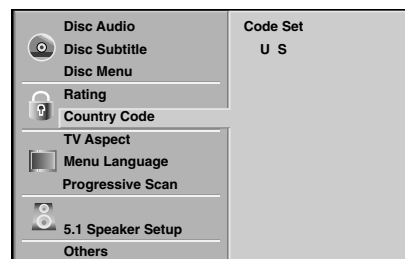 Disc Audio
Disc Subtitle
Disc Menu
Rating
Country Code
TV Aspect
Menu Language
Progressive Scan
5.1 Speaker Setup
Others
Code Set
U S